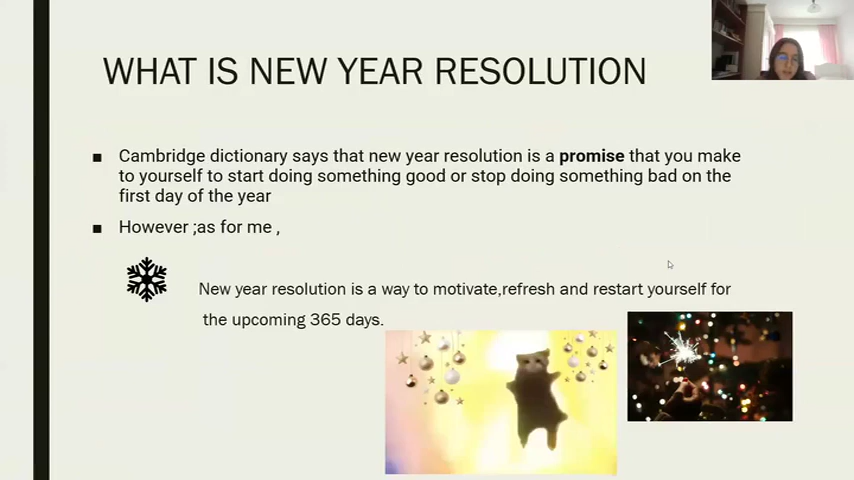 WHAT IS NEW YEAR RESOLUTION
Cambridge dictionary says that new year resolution is a promise that you make
to yourself to start doing something good or stop doing something bad on the
first day of the year
However ;as for me ,
New year resolution is a way to motivate,refresh and restart yourself for
the upcoming 365 days.